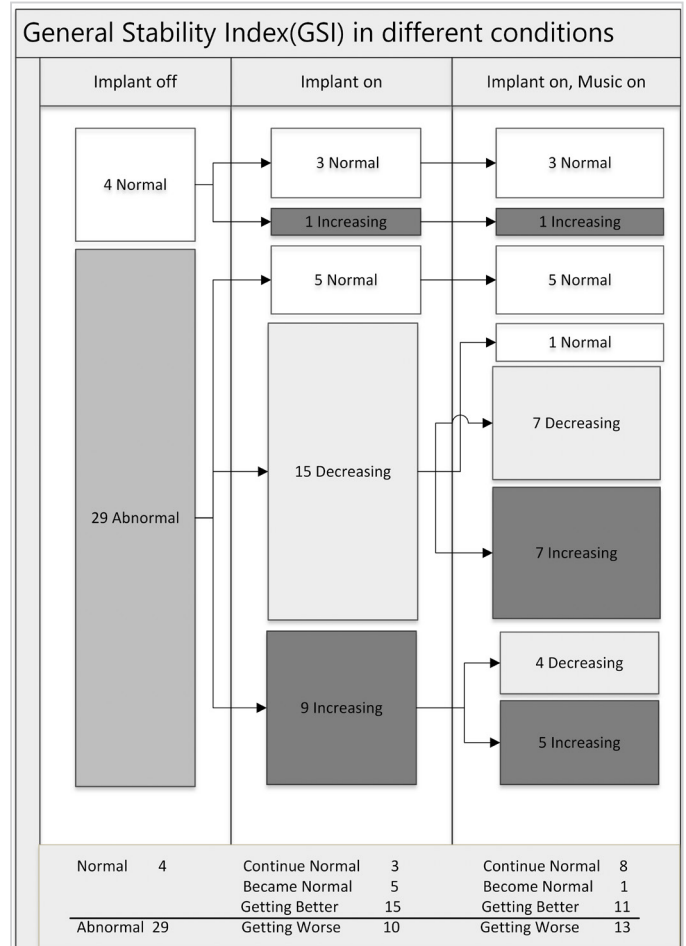 General Stability Index(GSI) in different conditions
Implant off
Implant on
Implant on, Music on
4 Normal
3 Normal
3 Normal
1 Increasing
1 Increasing
29 Abnormal
5 Normal
5 Normal
15 Decreasing
1 Normal
7 Decreasing
7 Increasing
9 Increasing
4 Decreasing
5 Increasing
Normal 4
Continue Normal 3
Continue Normal 8
Became Normal 5
Become Normal 1
Getting Better 15
Getting Better 11
Abnormal 29
Getting Worse 10
Getting Worse 13